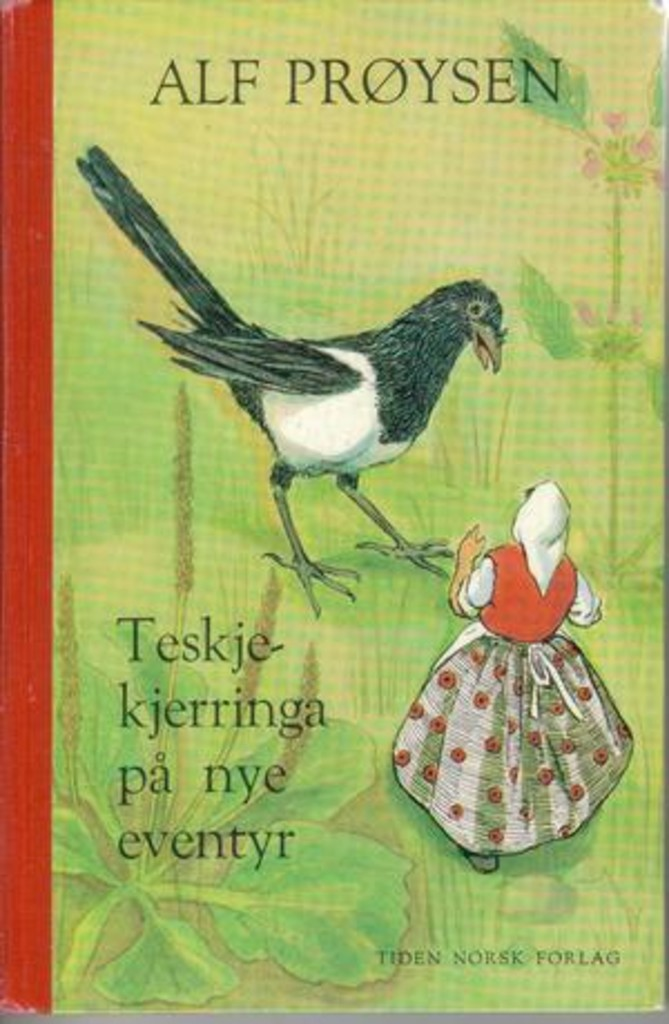 ALF PRØYSEN
Teskje-
kjerringa
på nye
eventyr
TIDEN NORSK FORLAG